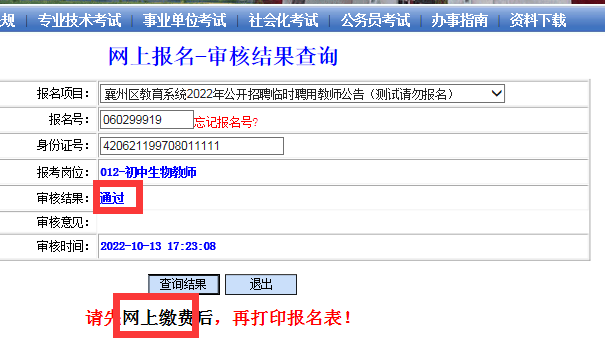 规 | 专业技术考试 | 事业单位考试 | 社会化考试 | 公务员考试 | 办事指南 | 资料下载
网上报名-审核结果查询
报名项目: 襄州区教育系统2022年公开招聘临时聘用教师公告（测试请勿报名）
报名号: 060299919 忘记报名号?
身份证号: 420621199708011111
报考岗位: 012-初中生物教师
审核结果: 通过
审核意见:
审核时间: 2022-10-13 17:23:08
查询结果 退出
请先网上缴费后，再打印报名表！